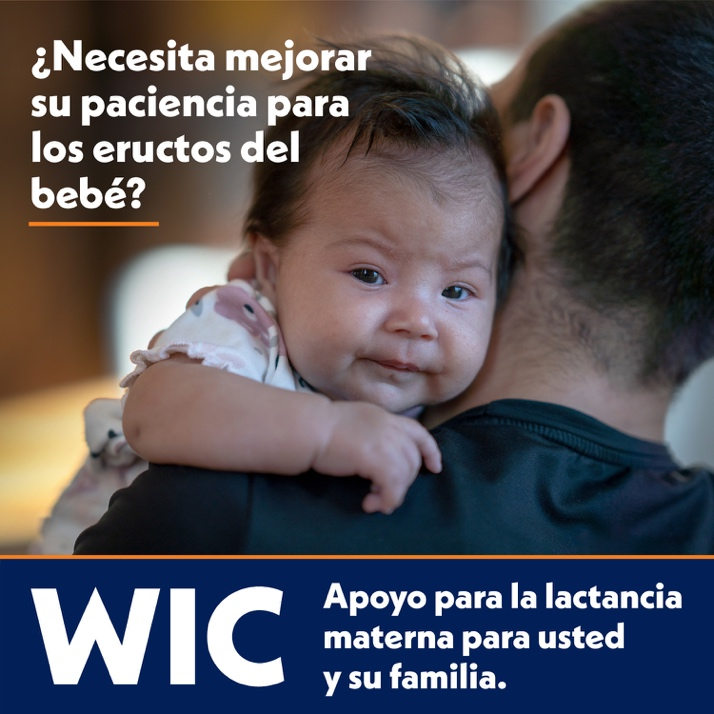 ¿Necesita mejorar
su paciencia para
los eructos del
bebé?
WIC
Apoyo para la lactancia
materna para usted
y su familia.